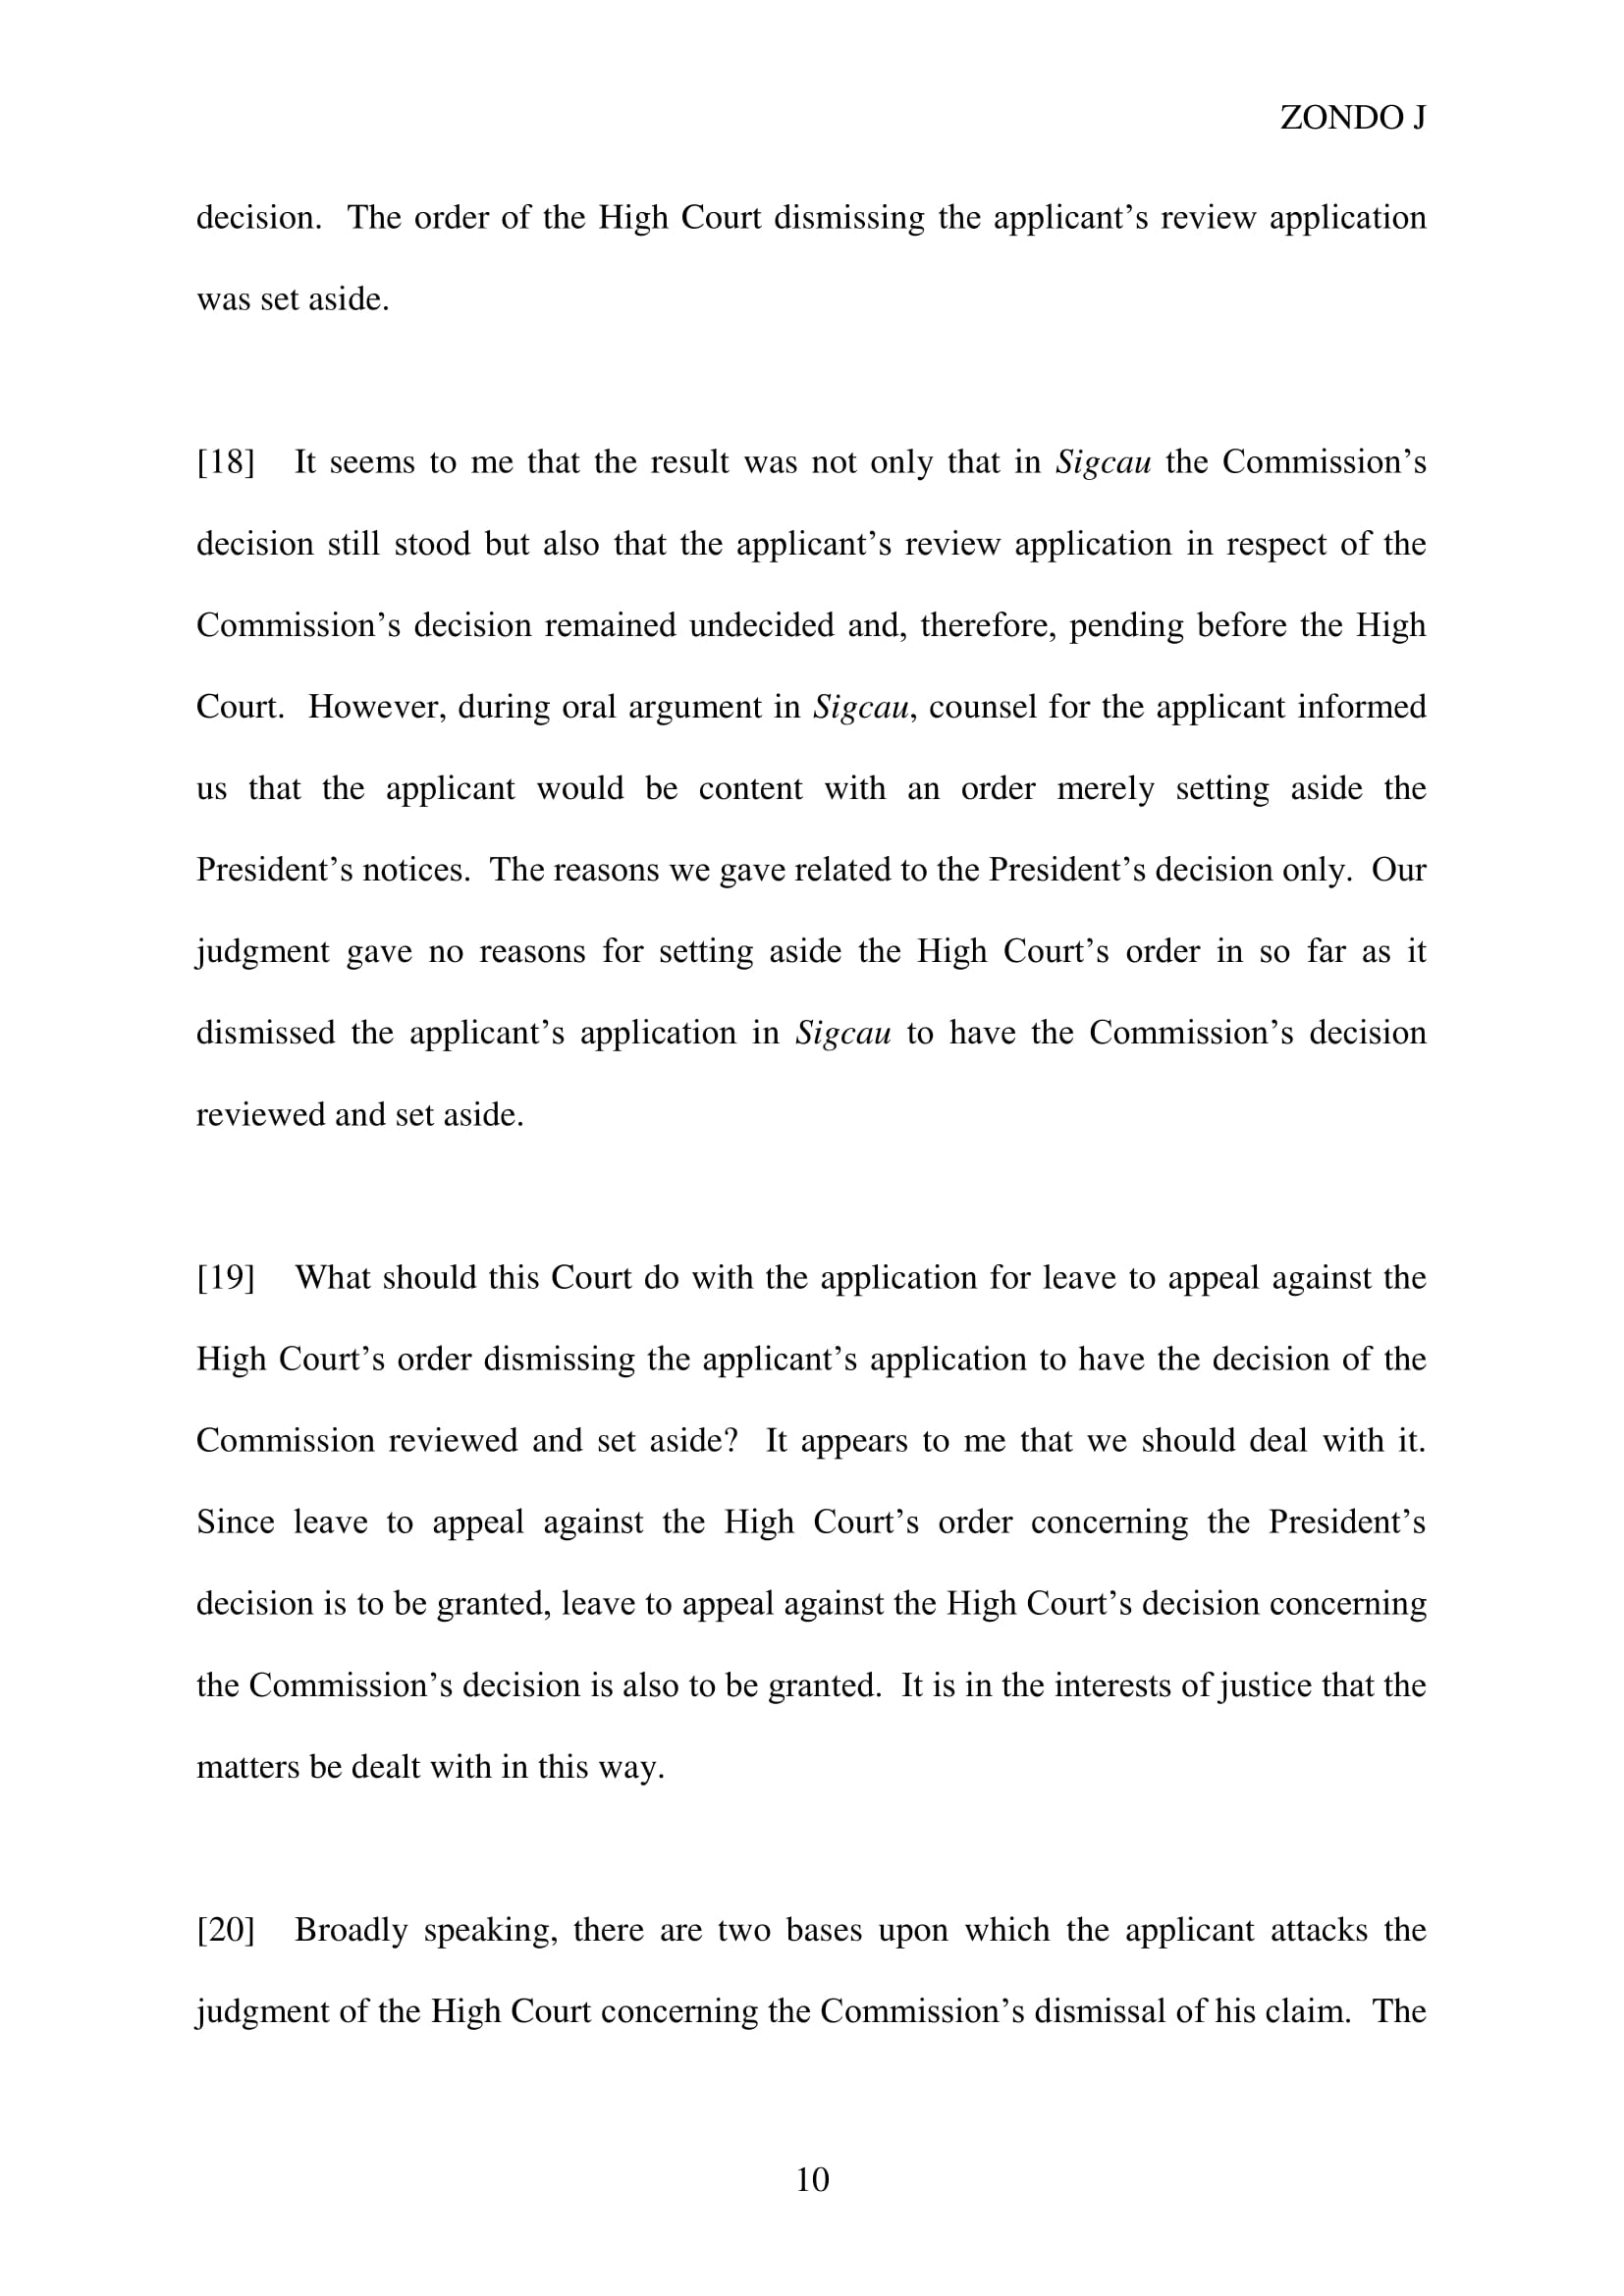 ZONDO J
decision.  The order of the High Court dismissing the applicant’s review application
was set aside.
[18]    It seems to me that the result was not only that in Sigcau the Commission’s
decision still stood but also that the applicant’s review application in respect of the
Commission’s decision remained undecided and, therefore, pending before the High
Court.  However, during oral argument in Sigcau, counsel for the applicant informed
us that the applicant would be content with an order merely setting aside the
President’s notices.  The reasons we gave related to the President’s decision only.  Our
judgment gave no reasons for setting aside the High Court’s order in so far as it
dismissed the applicant’s application in Sigcau to have the Commission’s decision
reviewed and set aside.
[19]    What should this Court do with the application for leave to appeal against the
High Court’s order dismissing the applicant’s application to have the decision of the
Commission reviewed and set aside?  It appears to me that we should deal with it.
Since leave to appeal against the High Court’s order concerning the President’s
decision is to be granted, leave to appeal against the High Court’s decision concerning
the Commission’s decision is also to be granted.  It is in the interests of justice that the
matters be dealt with in this way.
[20]    Broadly speaking, there are two bases upon which the applicant attacks the
judgment of the High Court concerning the Commission’s dismissal of his claim.  The
10